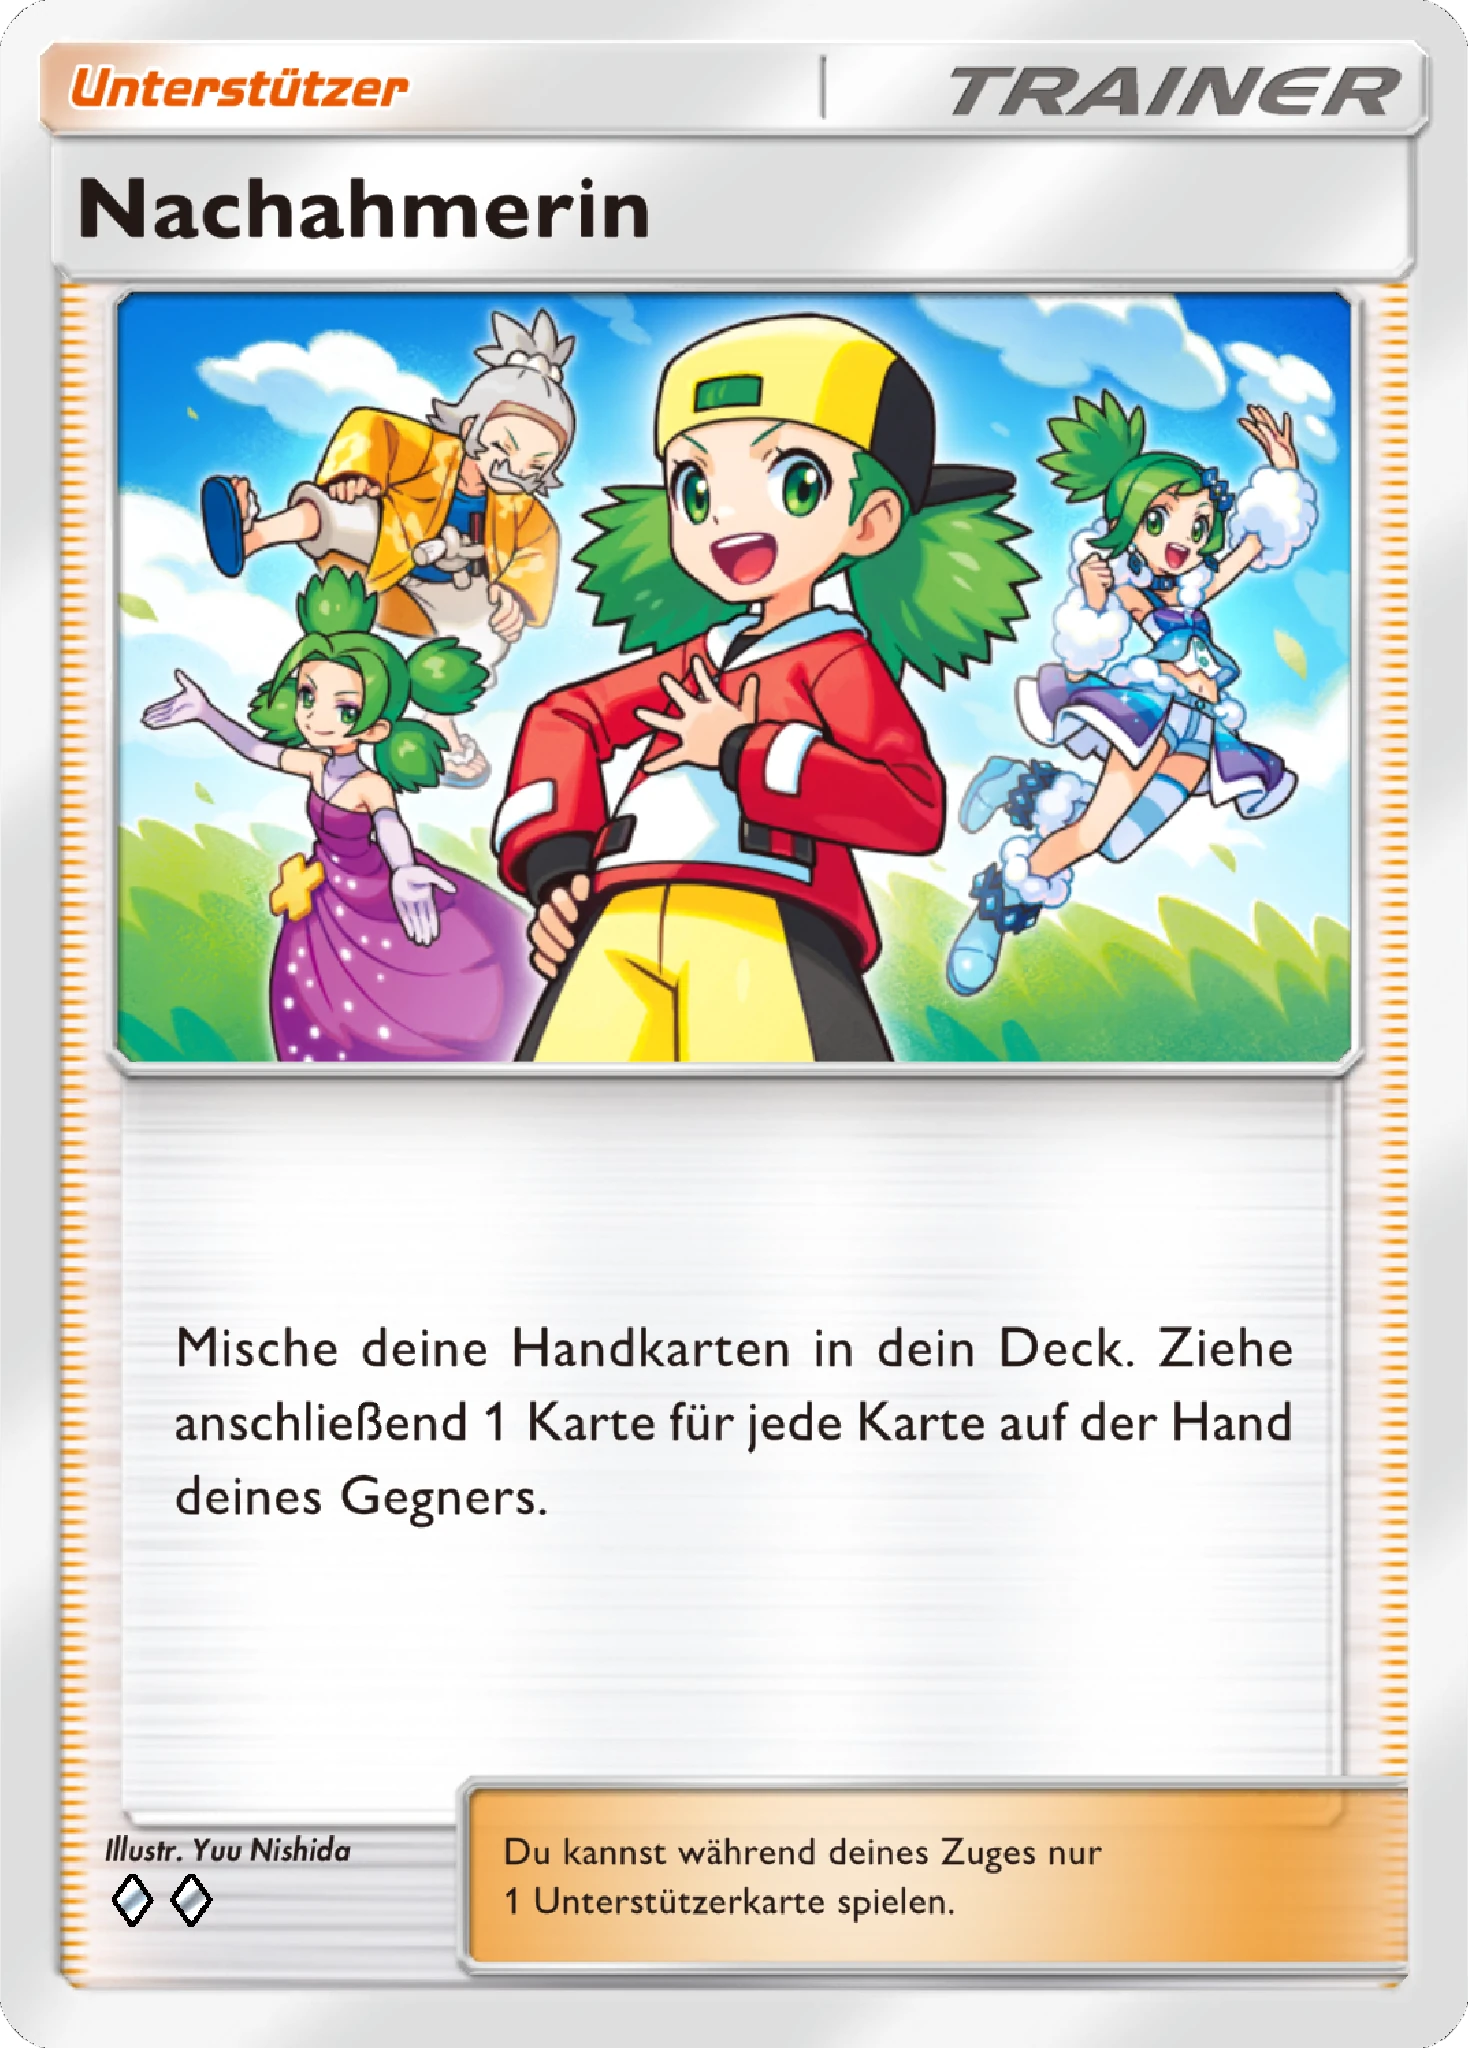 Unterstützer
TRAINER
Nachahmerin
Mische deine Handkarten in dein Deck. Ziehe
anschließend 1 Karte für jede Karte auf der Hand
deines Gegners.
Illustr. Yuu Nishida
Du kannst während deines Zuges nur
1 Unterstützerkarte spielen.